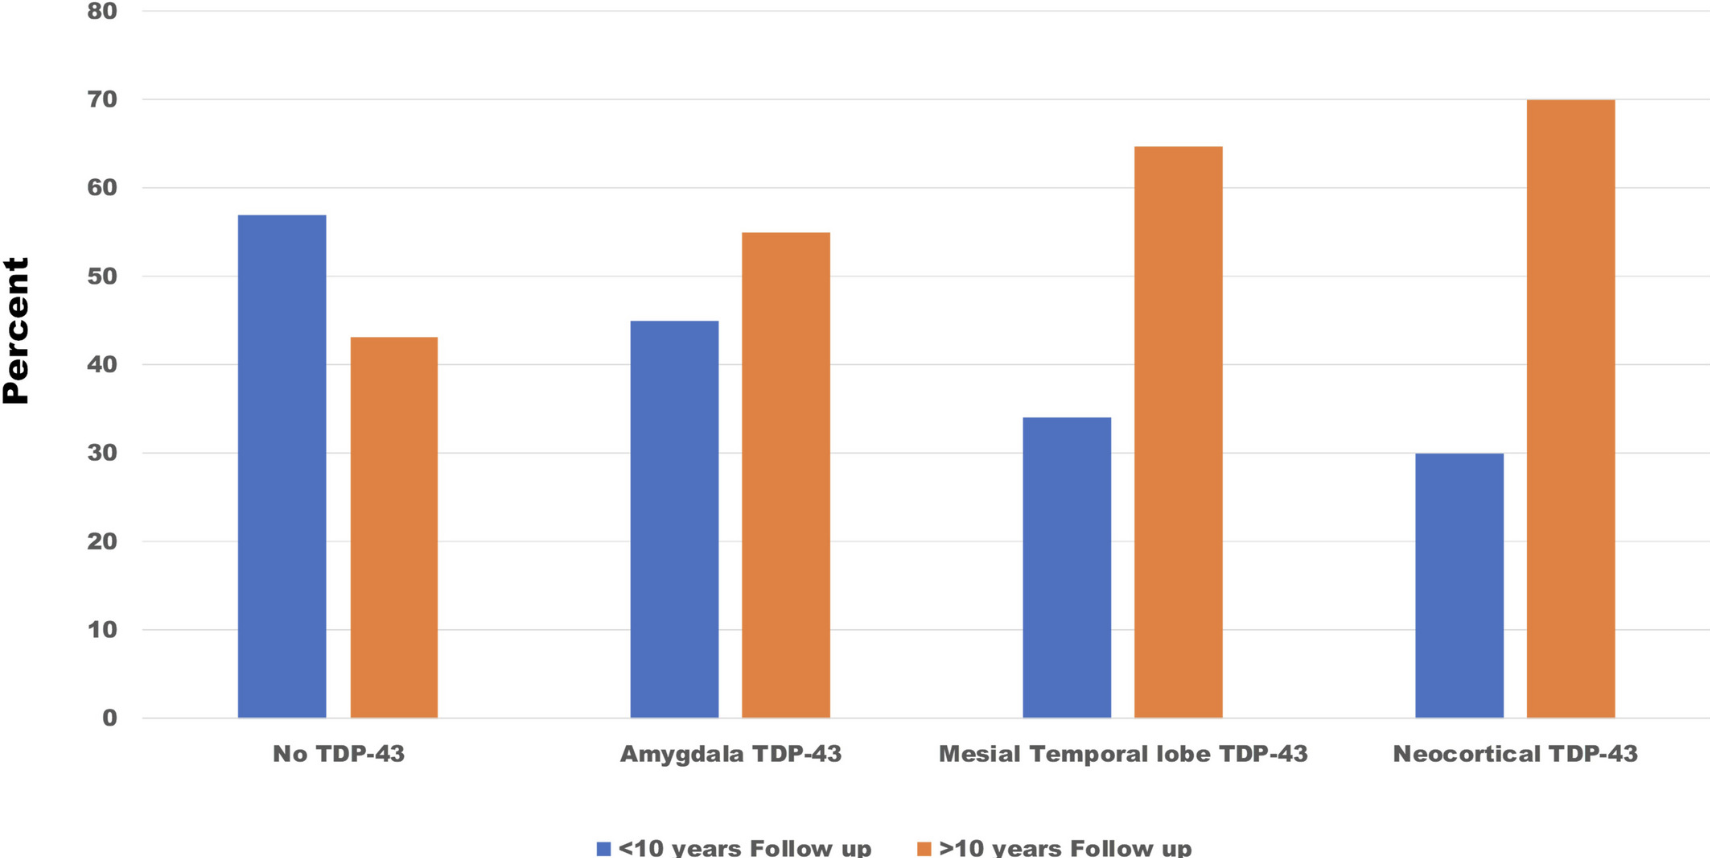 80
70
60
50
40
30
20
10
0
Percent
No TDP-43
Amygdala TDP-43
Mesial Temporal lobe TDP-43
Neocortical TDP-43
<10 years Follow up
>10 years Follow up